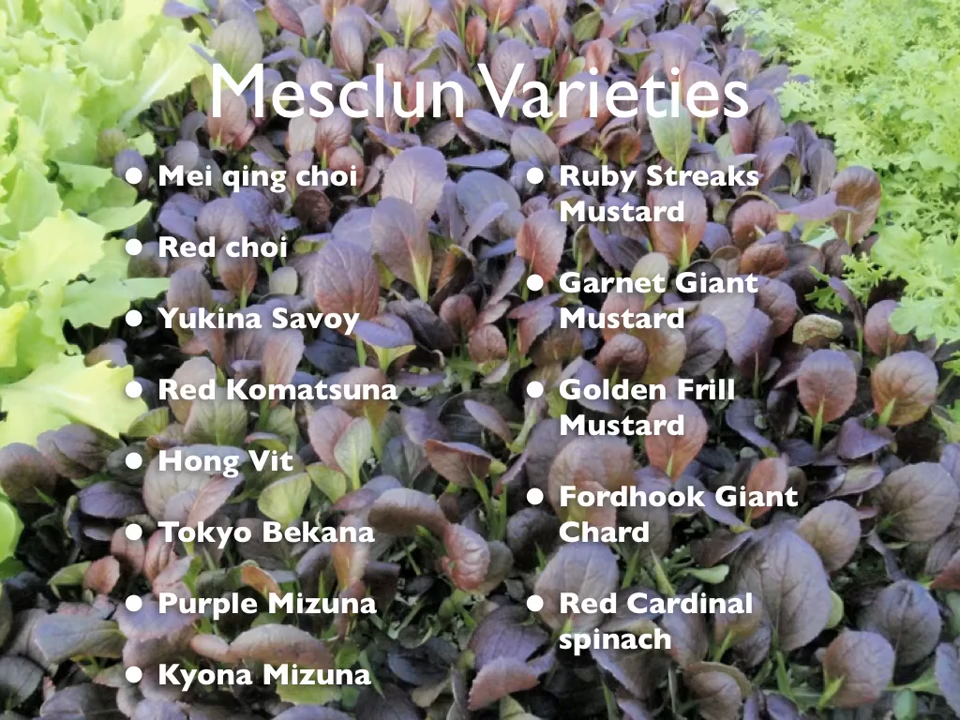 Mesclun Varieties
• Mei qing choi
• Red choi
• Yukina Savoy
• Red Komatsuna
• Hong Vit
• Tokyo Bekana
• Purple Mizuna
• Kyona Mizuna
• Ruby Streaks
Mustard
• Garnet Giant
Mustard
• Golden Frill
Mustard
• Fordhook Giant
Chard
• Red Cardinal
spinach